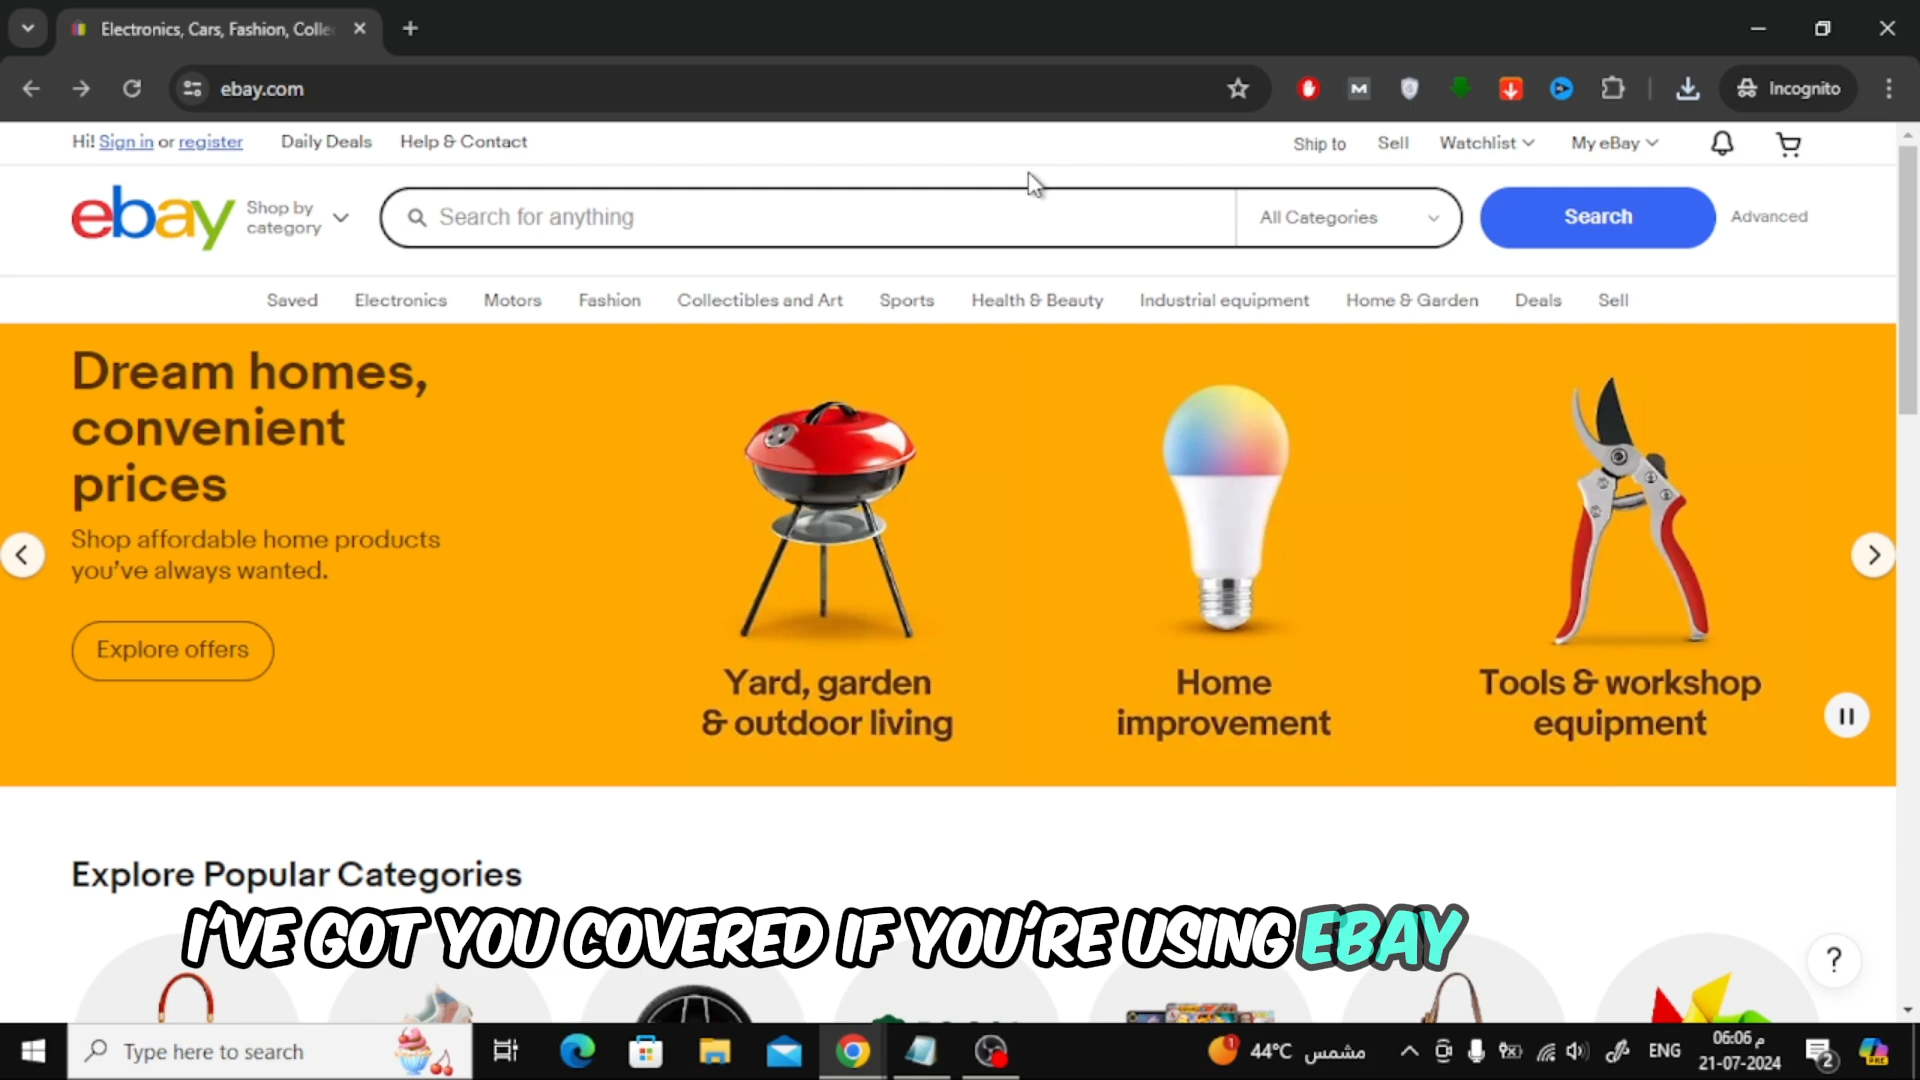 Electronics, Cars, Fashion, Colle
ebay.com
Incognito
Hi! Sign in or register
Daily Deals
Help & Contact
Ship to
Sell
Watchlist
My eBay
ebay
Shop by
category
Search for anything
All Categories
Search
Advanced
Saved
Electronics
Motors
Fashion
Collectibles and Art
Sports
Health & Beauty
Industrial equipment
Home & Garden
Deals
Sell
Dream homes,
convenient
prices
Shop affordable home products
you've always wanted.
Explore offers
Yard, garden
& outdoor living
Home
improvement
Tools & workshop
equipment
Explore Popular Categories
I'VE GOT YOU COVERED IF YOU'RE USING EBAY
?
Type here to search
1
44°C مشمس
ENG
06:06 م
21-07-2024
2
PRE